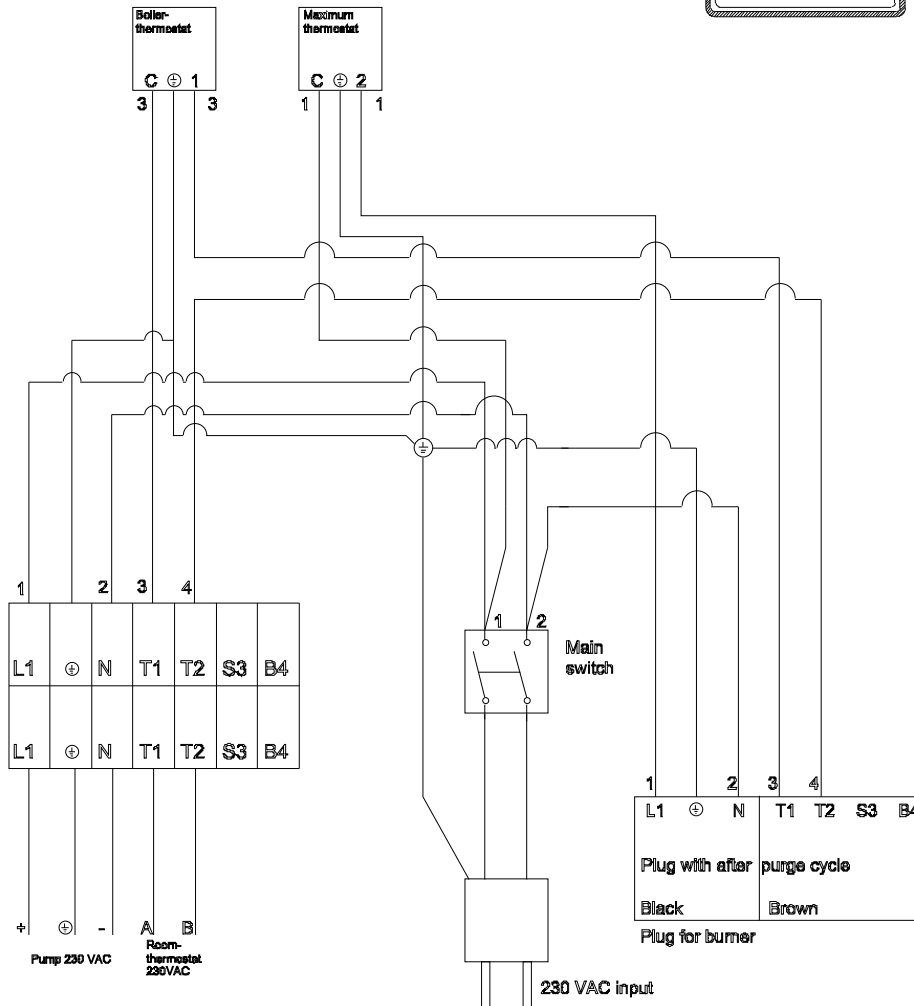 Boiler-
thermostat
C 1
3 3
Maximum
thermostat
C 2
1 1
1 2 3 4
L1 N T1 T2 S3 B4
L1 N T1 T2 S3 B4
+ - A B
Pump 230 VAC
Room-
thermostat
230VAC
1 2
Main
switch
230 VAC input
1 2 3 4
L1 N T1 T2 S3 B4
Plug with after purge cycle
Black Brown
Plug for burner